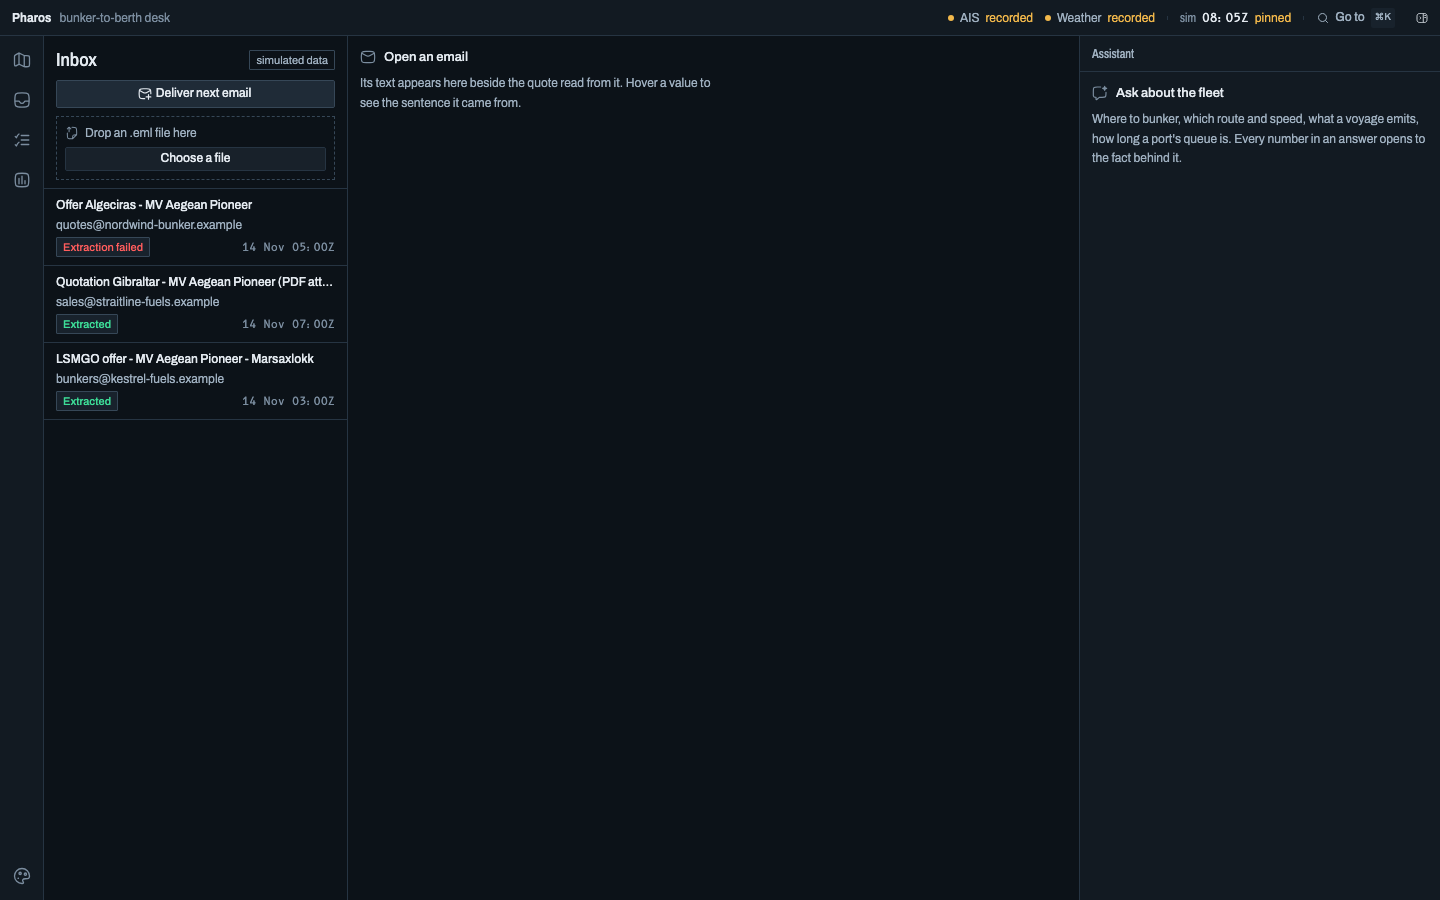 Pharos bunker-to-berth desk
AIS recorded Weather recorded sim 08:05Z pinned Go to ⌘K
Inbox simulated data
Deliver next email
Drop an .eml file here
Choose a file
Offer Algeciras - MV Aegean Pioneer
quotes@nordwind-bunker.example
Extraction failed 14 Nov 05:00Z
Quotation Gibraltar - MV Aegean Pioneer (PDF att...
sales@straitline-fuels.example
Extracted 14 Nov 07:00Z
LSMGO offer - MV Aegean Pioneer - Marsaxlokk
bunkers@kestrel-fuels.example
Extracted 14 Nov 03:00Z
Open an email
Its text appears here beside the quote read from it. Hover a value to
see the sentence it came from.
Assistant
Ask about the fleet
Where to bunker, which route and speed, what a voyage emits,
how long a port's queue is. Every number in an answer opens to
the fact behind it.